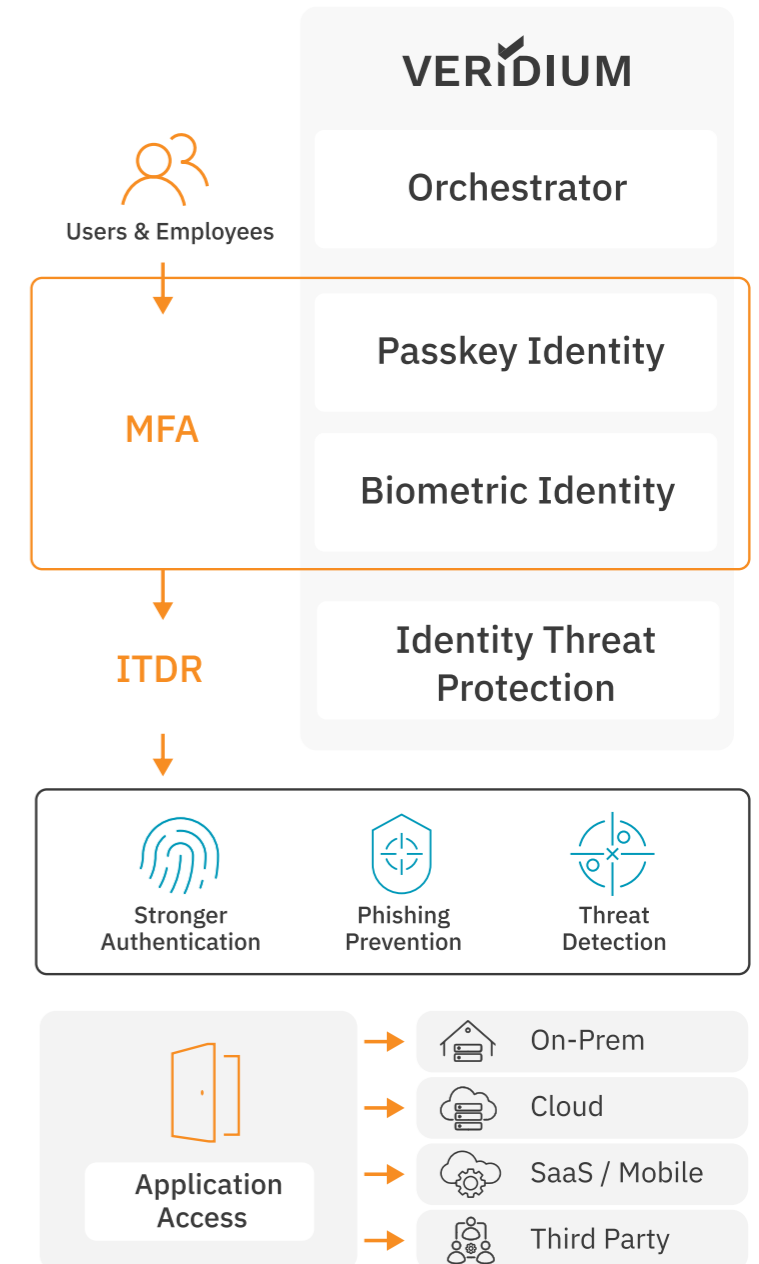 VERIDIUM
Orchestrator
Users & Employees
Passkey Identity
MFA
Biometric Identity
Identity Threat
Protection
ITDR
Stronger
Authentication
Phishing
Prevention
Threat
Detection
Application
Access
On-Prem
Cloud
SaaS / Mobile
Third Party